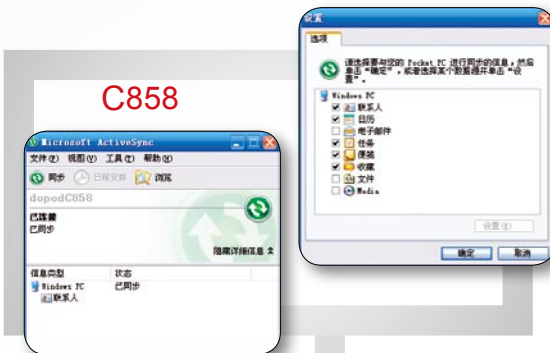 C858
Microsoft ActiveSync
文件(F) 视图(V) 工具(T) 帮助(H)
同步 日程安排 浏览
dopodC858
已连接
已同步
隐藏详细信息
信息类型 状态
Windows PC 已同步
联系人
设置
选项
请选择要与您的 Pocket PC 进行同步的信息，然后
单击“确定”，或者选择某个数据源并单击“设
置”。
Windows PC
联系人
日历
电子邮件
任务
便笺
收藏
文件
Media
设置(S)
确定 取消